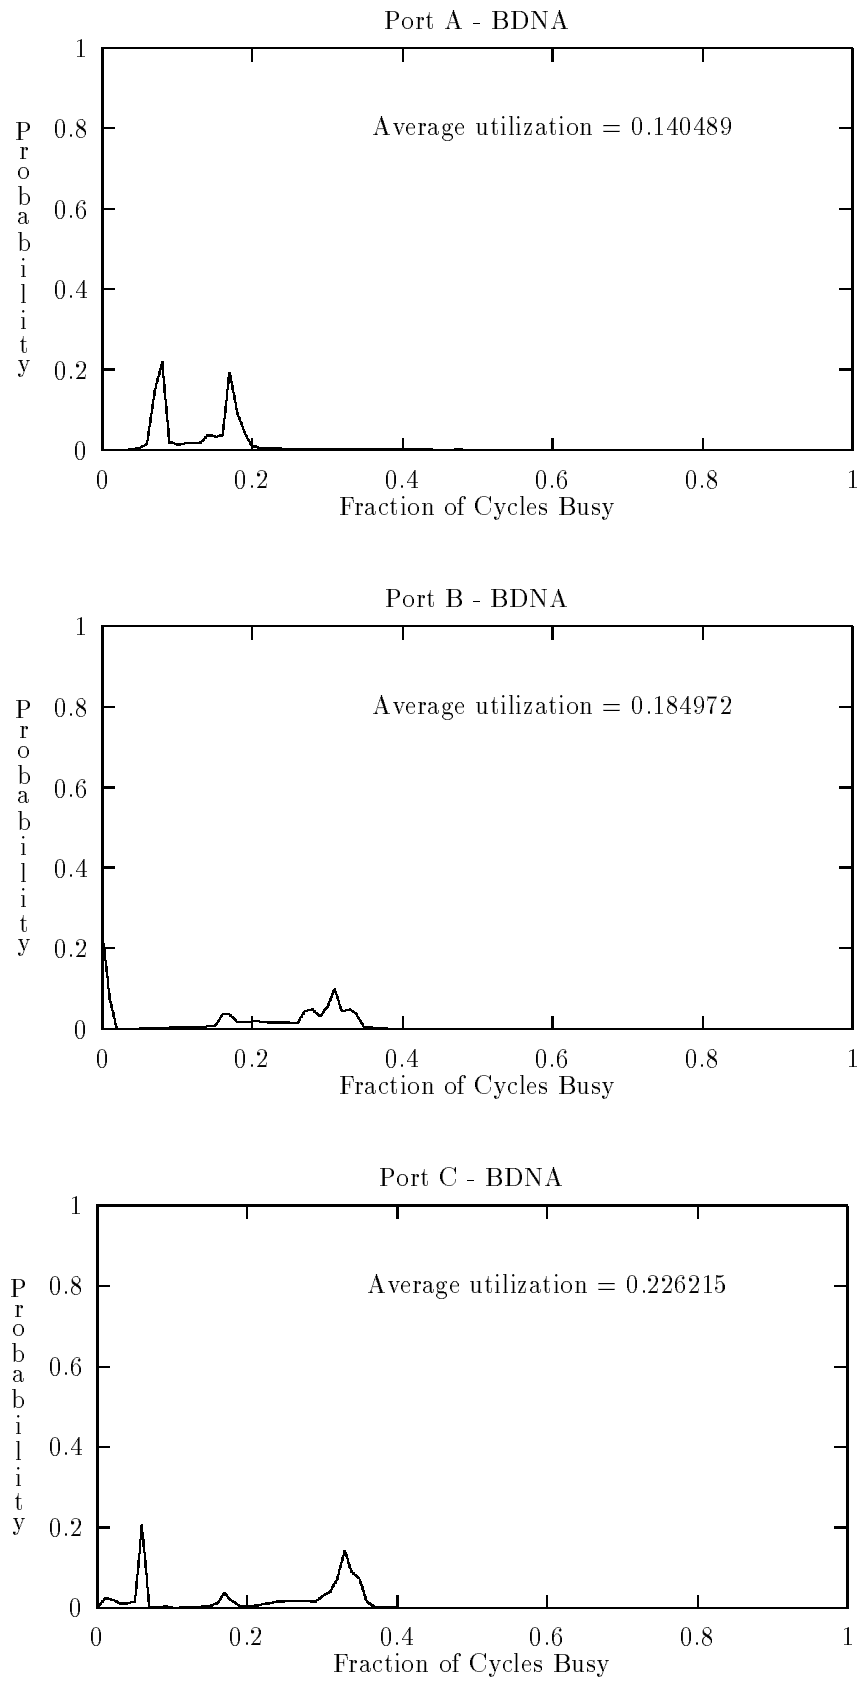 Port A - BDNA
1
Average utilization = 0.140489
0.8
0.6
0.4
0.2
0
Probability
0 0.2 0.4 0.6 0.8 1
Fraction of Cycles Busy
Port B - BDNA
1
Average utilization = 0.184972
0.8
0.6
0.4
0.2
0
Probability
0 0.2 0.4 0.6 0.8 1
Fraction of Cycles Busy
Port C - BDNA
1
Average utilization = 0.226215
0.8
0.6
0.4
0.2
0
Probability
0 0.2 0.4 0.6 0.8 1
Fraction of Cycles Busy